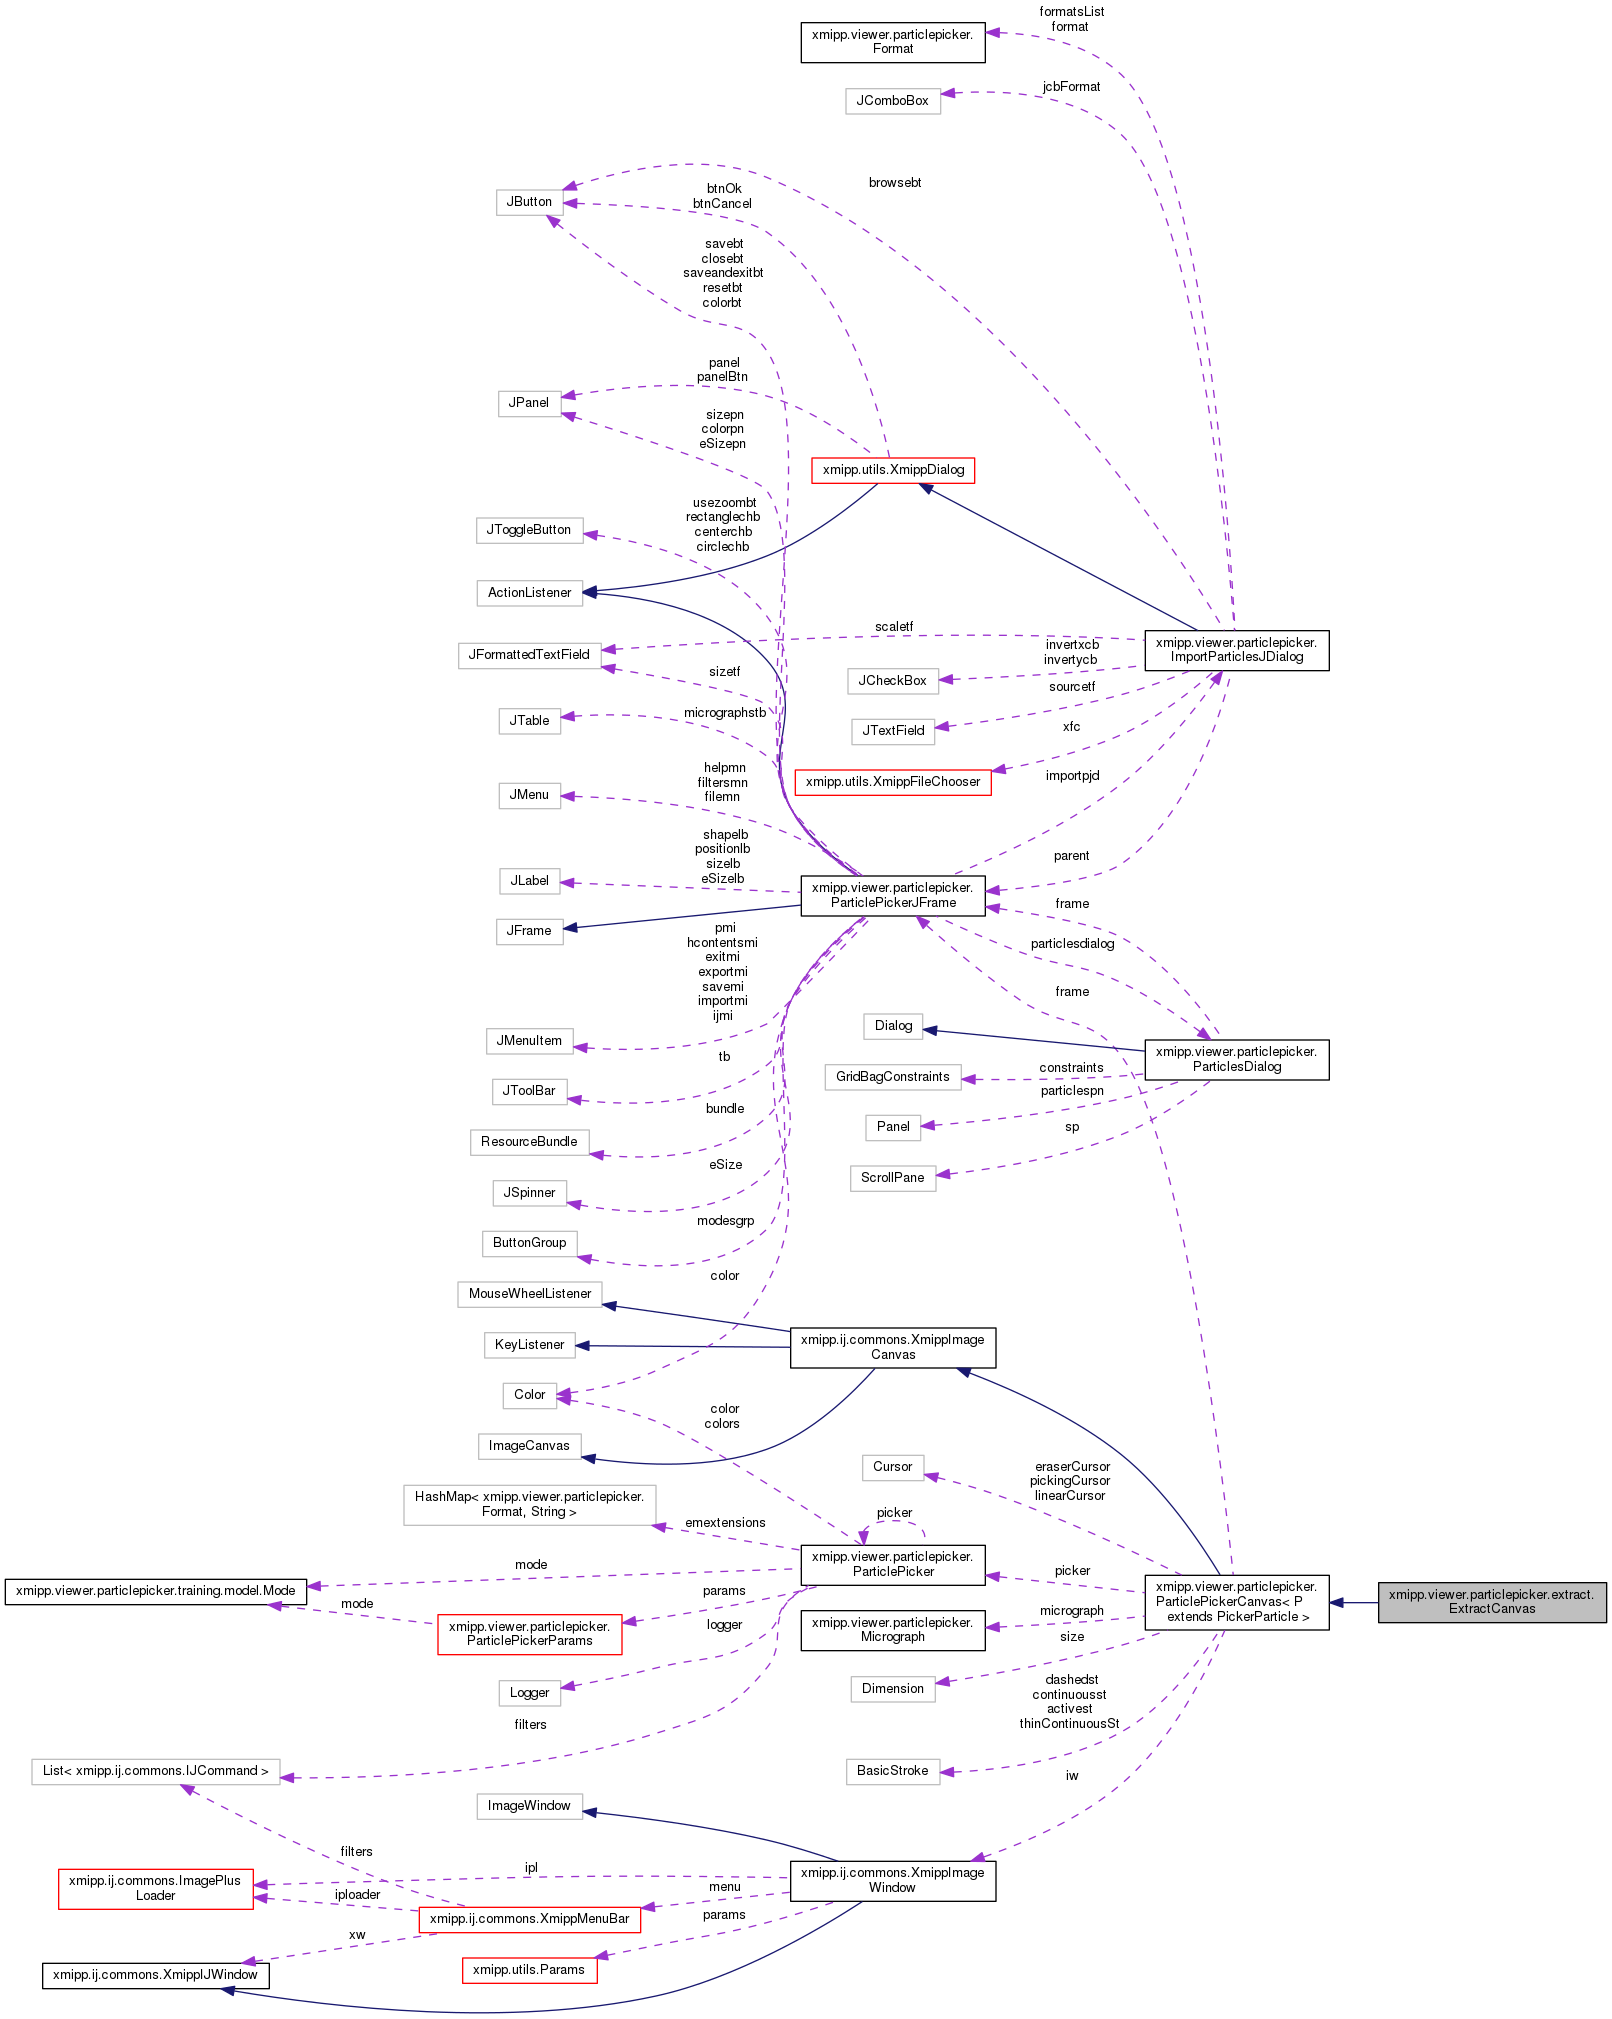 formatsList
format
xmipp.viewer.particlepicker.
Format
jcbFormat
JComboBox
browsebt
btnOk
btnCancel
JButton
savebt
closebt
saveandexitbt
resetbt
colorbt
panel
panelBtn
JPanel
sizepn
colorpn
eSizepn
xmipp.utils.XmippDialog
usezoombt
rectanglechb
centerchb
circlechb
JToggleButton
ActionListener
scaletf
JFormattedTextField
xmipp.viewer.particlepicker.
ImportParticlesJDialog
invertxcb
invertycb
JCheckBox
sizetf
sourcetf
micrographstb
JTable
JTextField
xfc
helpmn
filtersmn
filemn
JMenu
xmipp.utils.XmippFileChooser
importpjd
shapelb
positionlb
sizelb
eSizelb
JLabel
parent
xmipp.viewer.particlepicker.
ParticlePickerJFrame
frame
JFrame
pmi
hcontentsmi
exitmi
exportmi
savemi
importmi
ijmi
particlesdialog
frame
Dialog
JMenuItem
xmipp.viewer.particlepicker.
ParticlesDialog
tb
constraints
GridBagConstraints
JToolBar
particlespn
bundle
Panel
sp
ResourceBundle
eSize
ScrollPane
JSpinner
modesgrp
ButtonGroup
color
MouseWheelListener
KeyListener
xmipp.ij.commons.XmippImage
Canvas
Color
color
colors
ImageCanvas
Cursor
eraserCursor
pickingCursor
linearCursor
HashMap< xmipp.viewer.particlepicker.
Format, String >
emextensions
picker
xmipp.viewer.particlepicker.
ParticlePicker
mode
picker
xmipp.viewer.particlepicker.training.model.Mode
mode
params
xmipp.viewer.particlepicker.
ParticlePickerCanvas< P
extends PickerParticle >
xmipp.viewer.particlepicker.extract.
ExtractCanvas
xmipp.viewer.particlepicker.
ParticlePickerParams
logger
micrograph
xmipp.viewer.particlepicker.
Micrograph
size
Logger
Dimension
dashedst
continuousst
activest
thinContinuousSt
filters
List< xmipp.ij.commons.IJCommand >
BasicStroke
iw
ImageWindow
filters
ipl
xmipp.ij.commons.ImagePlus
Loader
iploader
menu
xmipp.ij.commons.XmippImage
Window
xmipp.ij.commons.XmippMenuBar
params
xw
xmipp.ij.commons.XmippIJWindow
xmipp.utils.Params